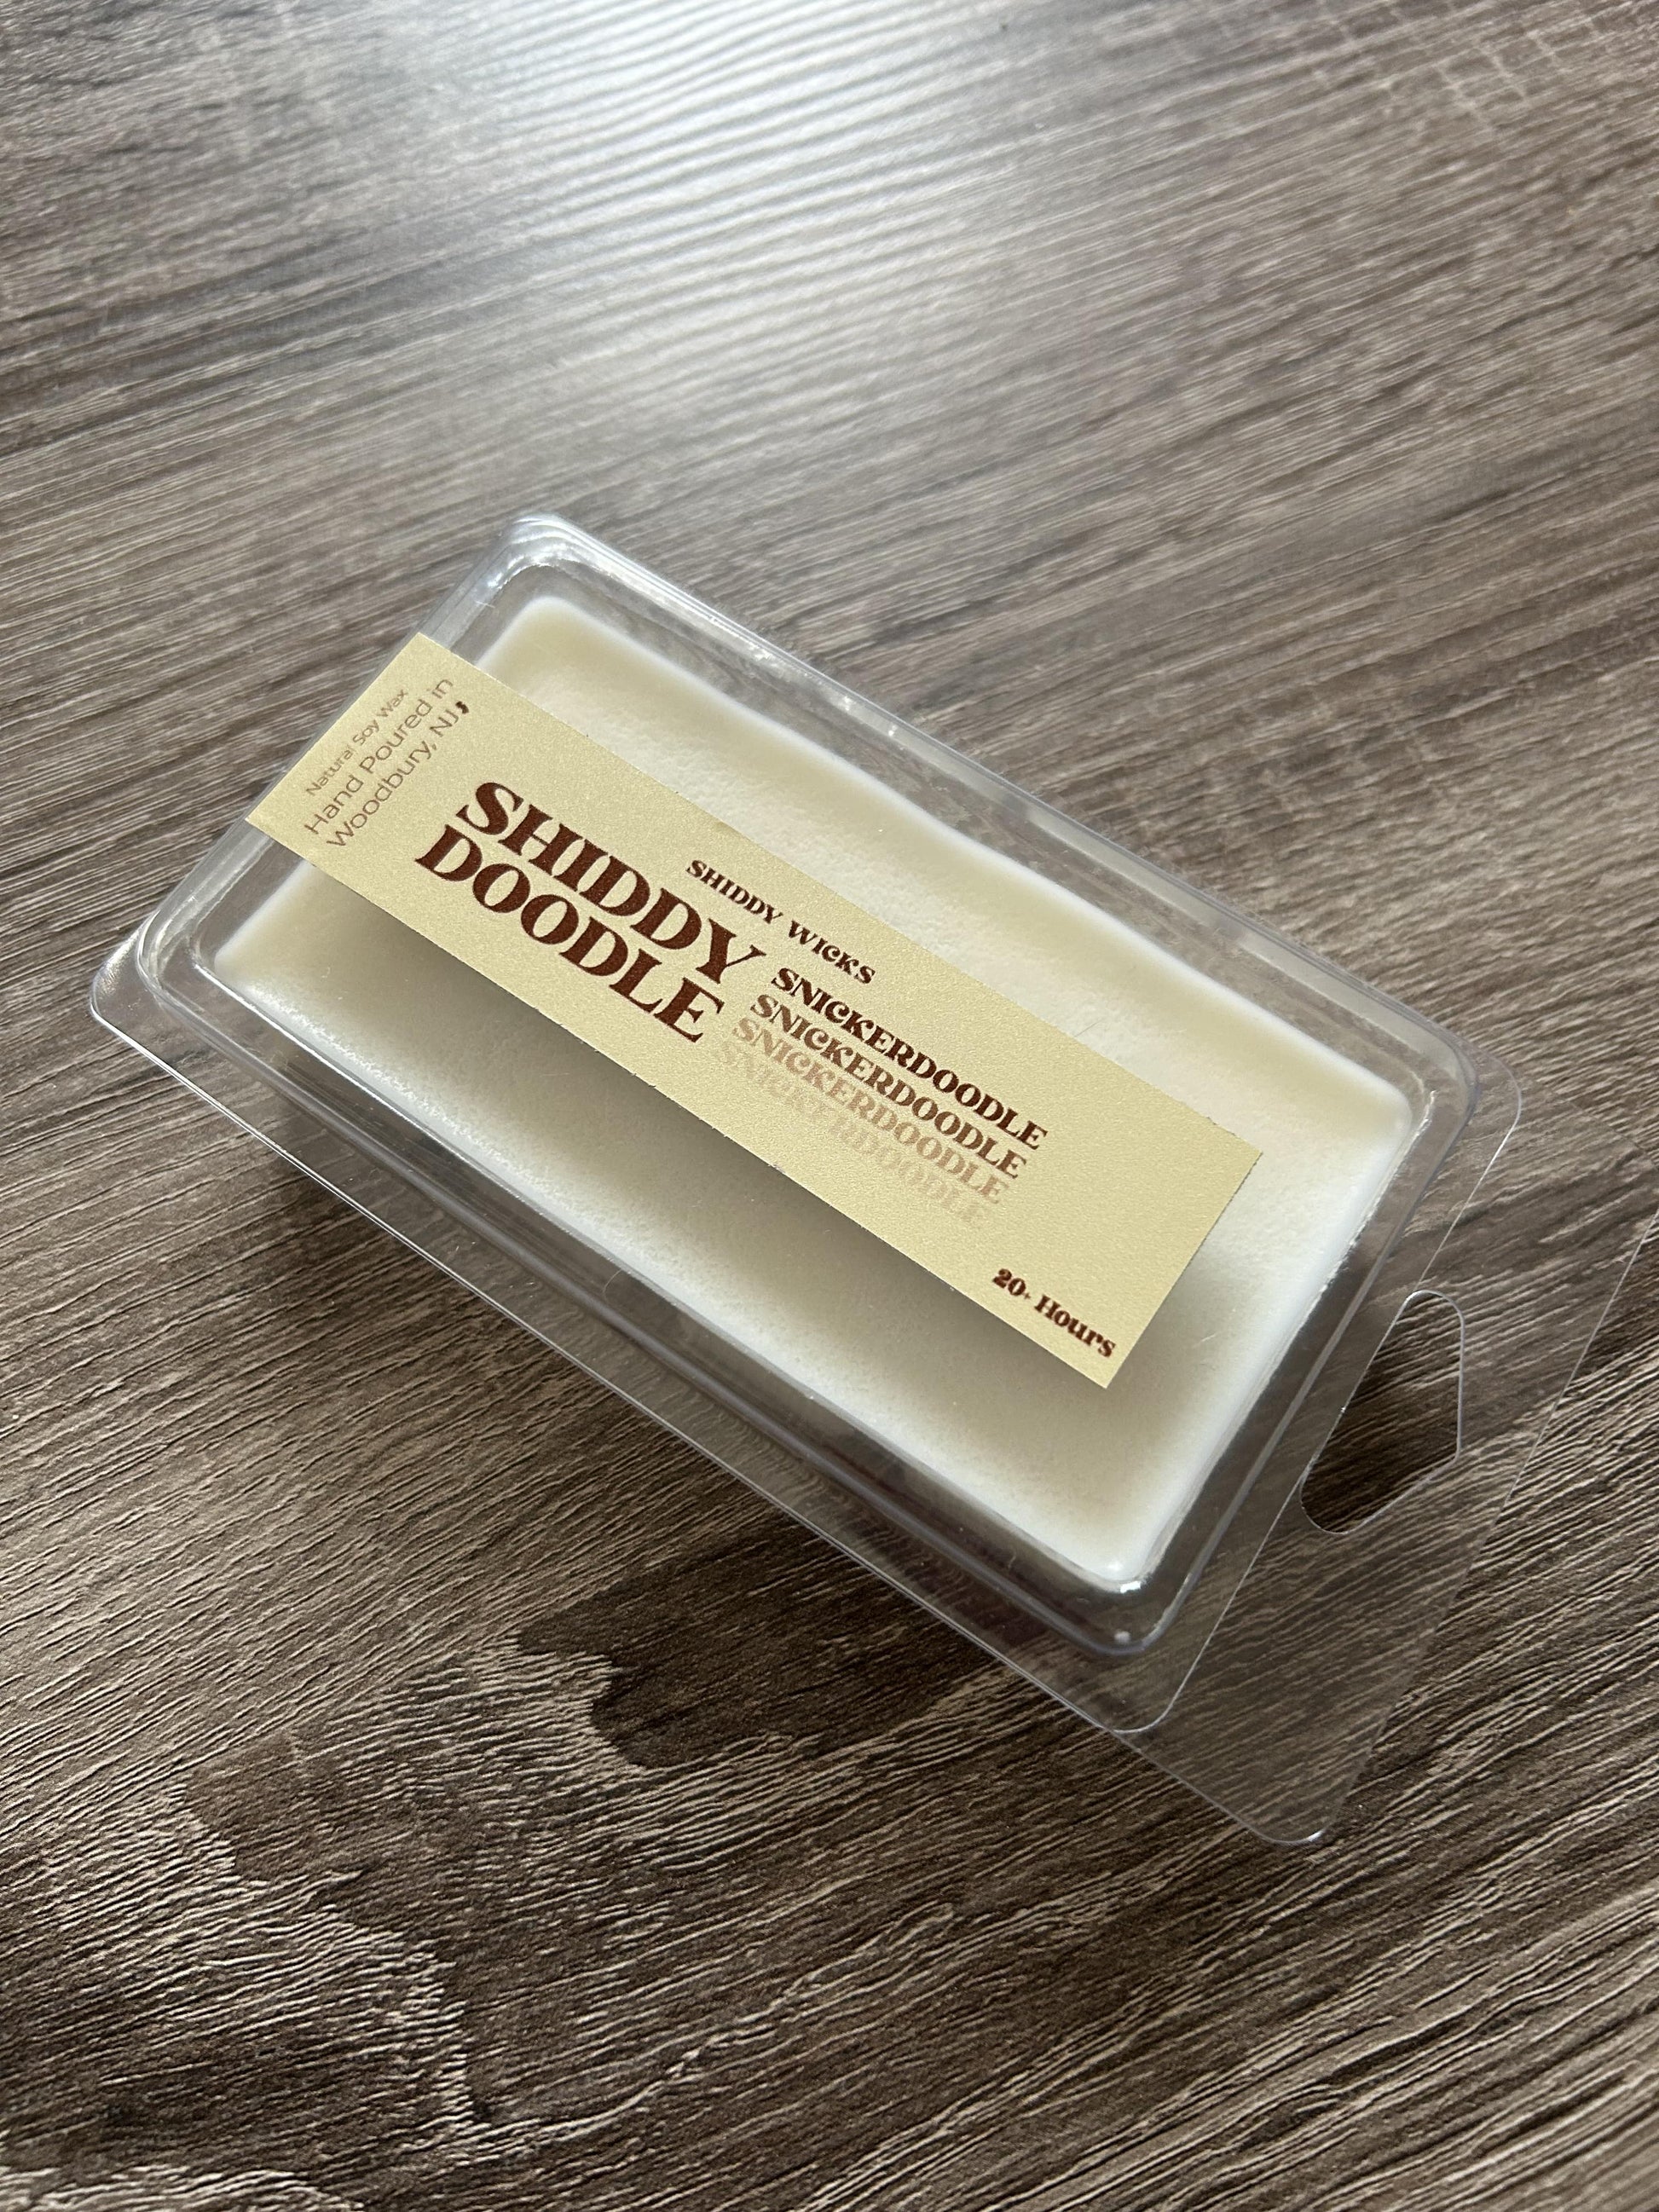 Natural Soy Wax
Hand Poured in
Woodbury, NJ
SHIDDY WICKS
SHIDDY
DOODLE
SNICKERDOODLE
SNICKERDOODLE
SNICKERDOODLE
SNICKERDOODLE
20+ Hours